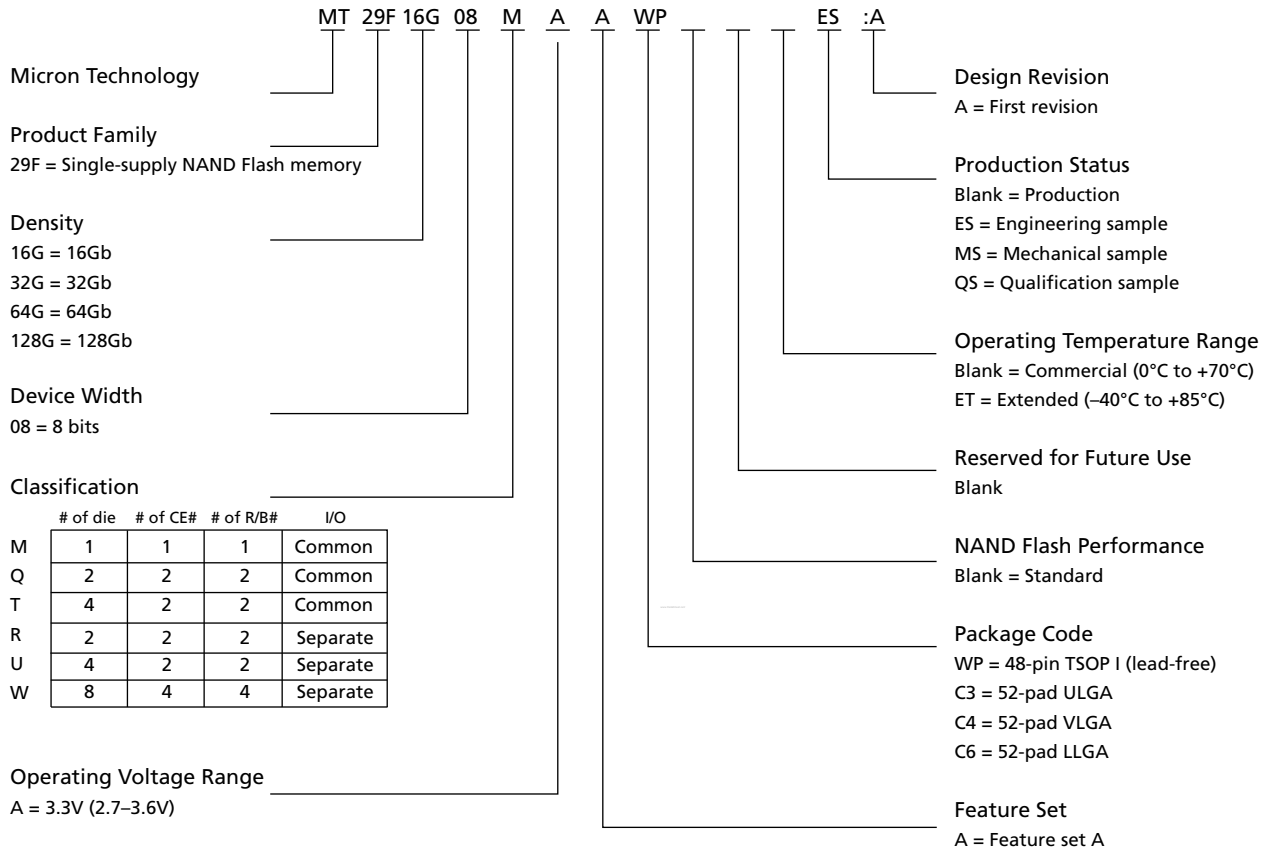 MT 29F 16G 08 M A A WP ES :A
Micron Technology
Product Family
29F = Single-supply NAND Flash memory
Density
16G = 16Gb
32G = 32Gb
64G = 64Gb
128G = 128Gb
Device Width
08 = 8 bits
Classification
# of die # of CE# # of R/B# I/O
M 1 1 1 Common
Q 2 2 2 Common
T 4 2 2 Common
R 2 2 2 Separate
U 4 2 2 Separate
W 8 4 4 Separate
Operating Voltage Range
A = 3.3V (2.7–3.6V)
Design Revision
A = First revision
Production Status
Blank = Production
ES = Engineering sample
MS = Mechanical sample
QS = Qualification sample
Operating Temperature Range
Blank = Commercial (0°C to +70°C)
ET = Extended (–40°C to +85°C)
Reserved for Future Use
Blank
NAND Flash Performance
Blank = Standard
Package Code
WP = 48-pin TSOP I (lead-free)
C3 = 52-pad ULGA
C4 = 52-pad VLGA
C6 = 52-pad LLGA
Feature Set
A = Feature set A